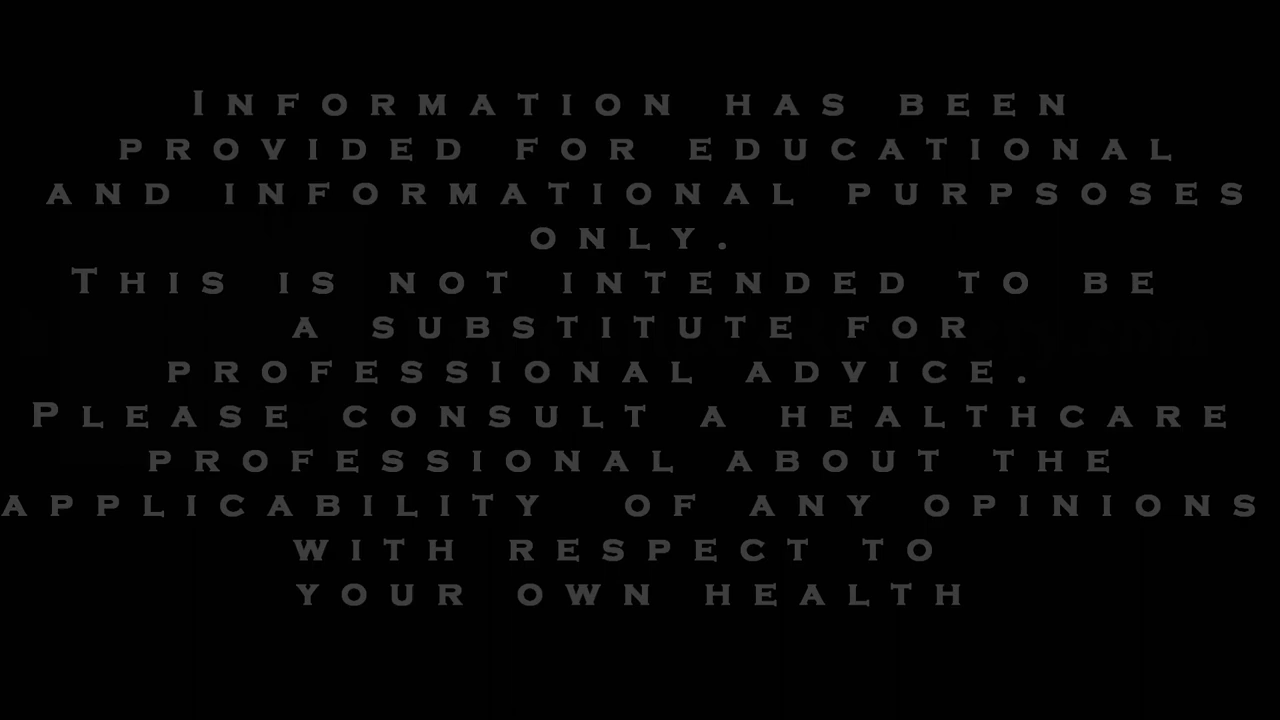 Information has been
provided for educational
and informational purpsoses
only.
This is not intended to be
a substitute for
professional advice.
Please consult a healthcare
professional about the
applicability of any opinions
with respect to
your own health